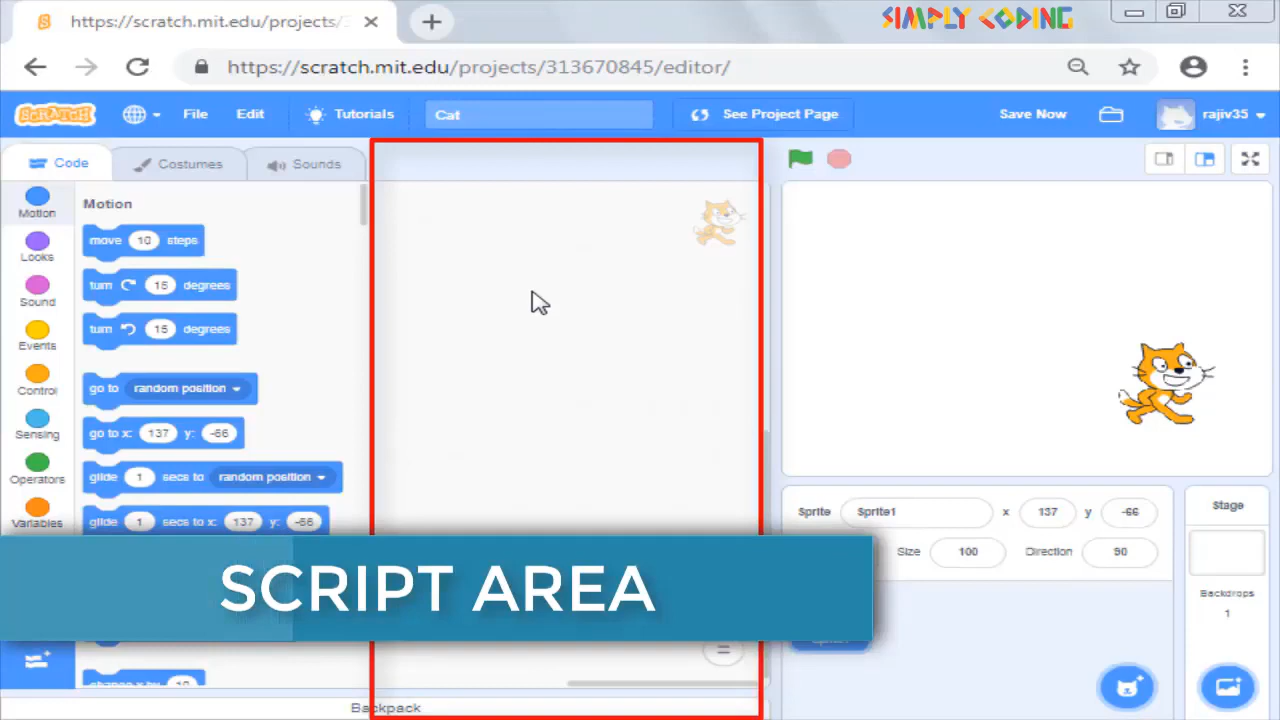 https://scratch.mit.edu/projects/3
SIMPLY CODING
https://scratch.mit.edu/projects/313670845/editor/
SCRATCH
File
Edit
Tutorials
Cat
See Project Page
Save Now
rajiv35
Code
Costumes
Sounds
Motion
Looks
Sound
Events
Control
Sensing
Operators
Variables
Motion
move 10 steps
turn 15 degrees
turn 15 degrees
go to random position
go to x: 137 y: -66
glide 1 secs to random position
glide 1 secs to x: 137 y: -66
change x by 10
SCRIPT AREA
=
Backpack
Sprite Sprite1 x 137 y -66
Size 100 Direction 90
Stage
Backdrops
1